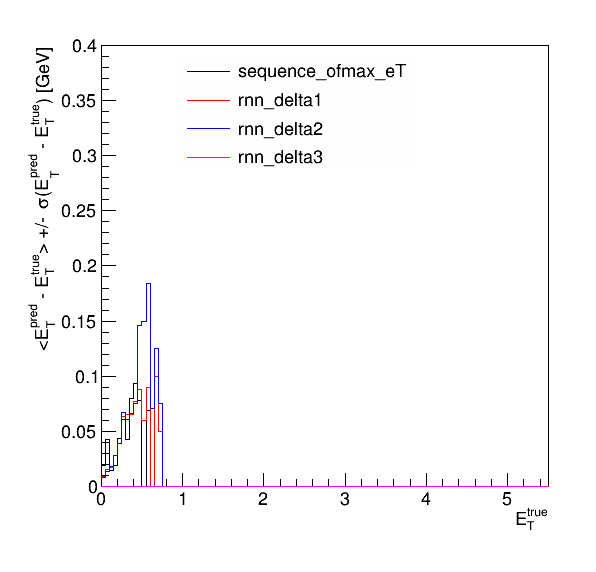 <E_T^pred - E_T^true> +/- σ(E_T^pred - E_T^true) [GeV]
0.4
0.35
0.3
0.25
0.2
0.15
0.1
0.05
0
sequence_ofmax_eT
rnn_delta1
rnn_delta2
rnn_delta3
0 1 2 3 4 5
E_T^true